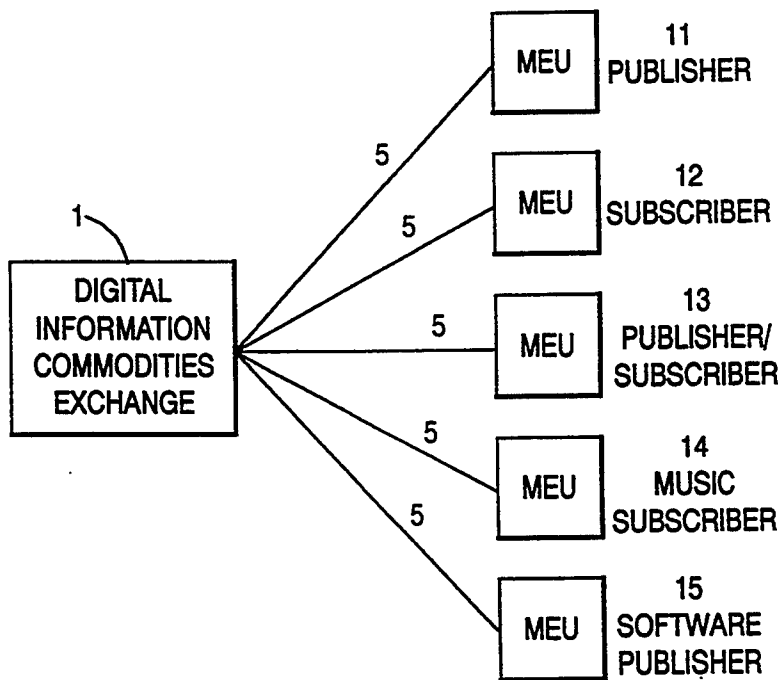 11
MEU PUBLISHER
5
12
MEU SUBSCRIBER
5
1
DIGITAL
INFORMATION
COMMODITIES
EXCHANGE
5
13
MEU PUBLISHER/
SUBSCRIBER
5
14
MEU MUSIC
SUBSCRIBER
5
15
MEU SOFTWARE
PUBLISHER